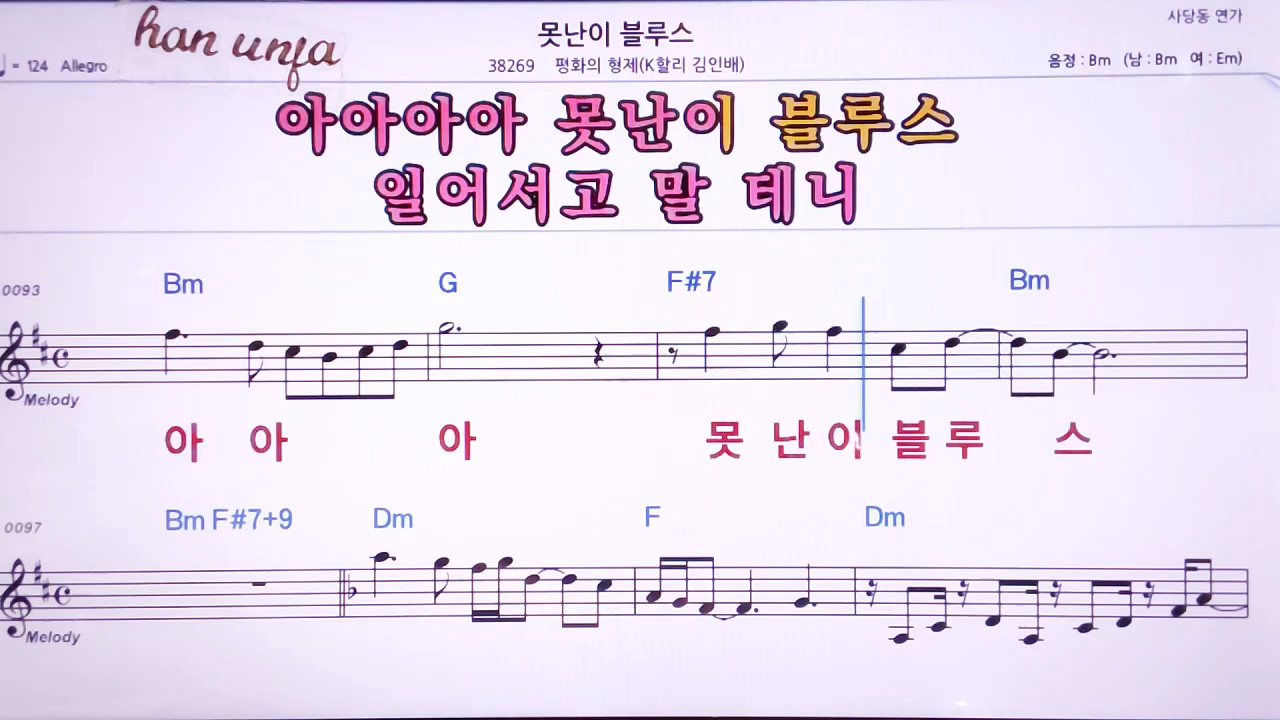 han unfa
못난이 블루스
사당동 연가
♩ = 124 Allegro
38269 평화의 형제(K할리 김인배)
음정 : Bm (남 : Bm 여 : Em)
아아아아 못난이 블루스
일어서고 말 테니
0093 Bm G F#7 Bm
Melody
아 아 아 못 난 이 블 루 스
0097 Bm F#7+9 Dm F Dm
Melody